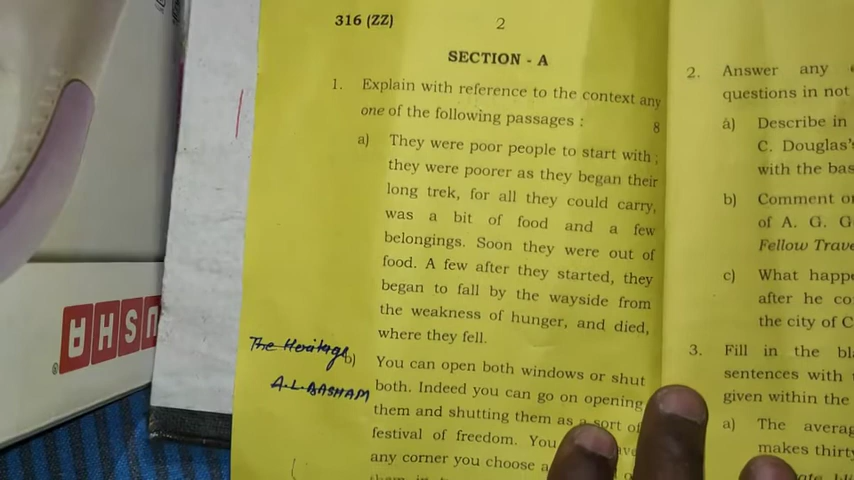 316 (ZZ)
2
SECTION - A
1. Explain with reference to the context any
one of the following passages : 8
a) They were poor people to start with ;
they were poorer as they began their
long trek, for all they could carry,
was a bit of food and a few
belongings. Soon they were out of
food. A few after they started, they
began to fall by the wayside from
the weakness of hunger, and died,
where they fell.
The Heritage
A.L.BASHAM
b) You can open both windows or shut
both. Indeed you can go on opening
them and shutting them as a sort of
festival of freedom. You
any corner you choose a
2. Answer any
questions in not
a) Describe in
C. Douglas's
with the bas
b) Comment o
of A. G. G
Fellow Trave
c) What happe
after he co
the city of C
3. Fill in the bl
sentences with
given within the
a) The averag
makes thirty
USHA